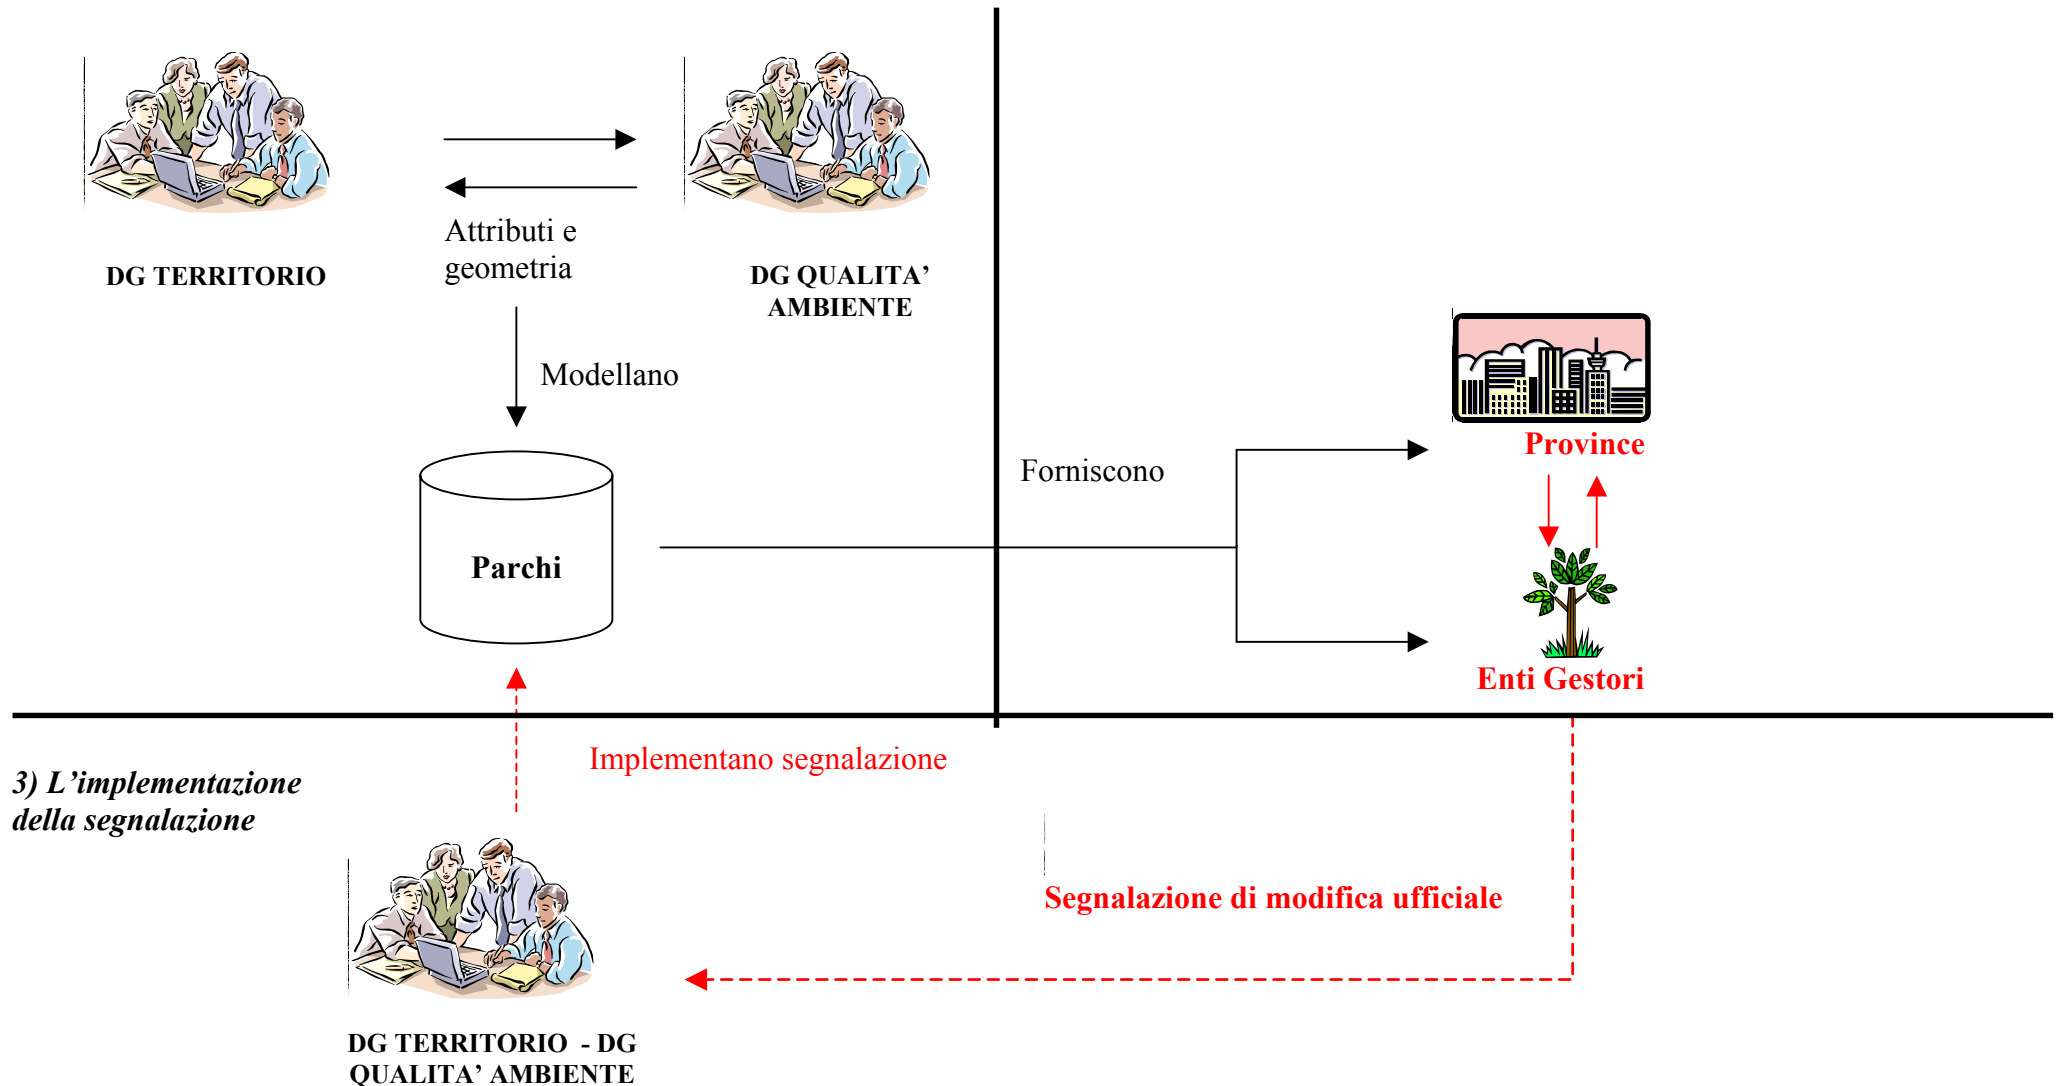 Attributi e
geometria
DG TERRITORIO
DG QUALITA’
AMBIENTE
Modellano
Parchi
Forniscono
Province
Enti Gestori
Implementano segnalazione
3) L’implementazione
della segnalazione
Segnalazione di modifica ufficiale
DG TERRITORIO - DG
QUALITA’ AMBIENTE